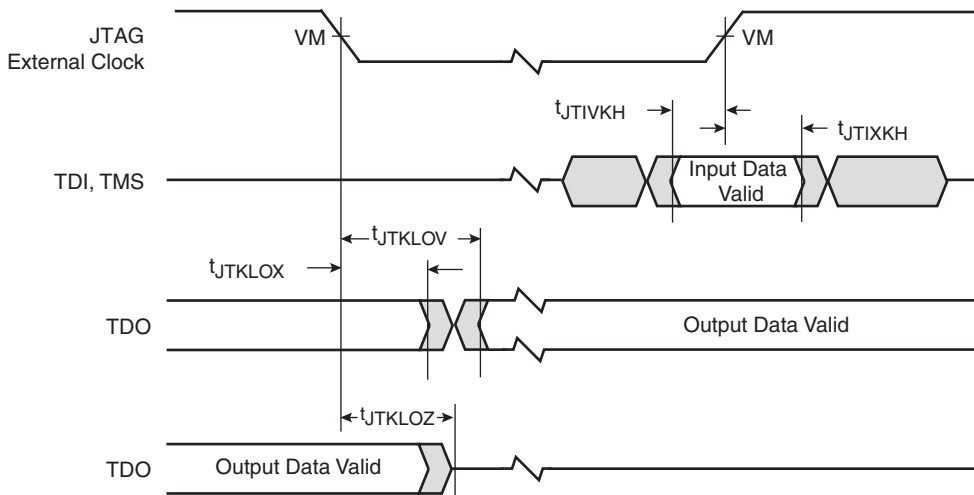 JTAG
External Clock
VM
VM
tJTIVKH
tJTIXKH
TDI, TMS
Input Data
Valid
tJTKLOV
tJTKLOX
TDO
Output Data Valid
tJTKLOZ
TDO
Output Data Valid